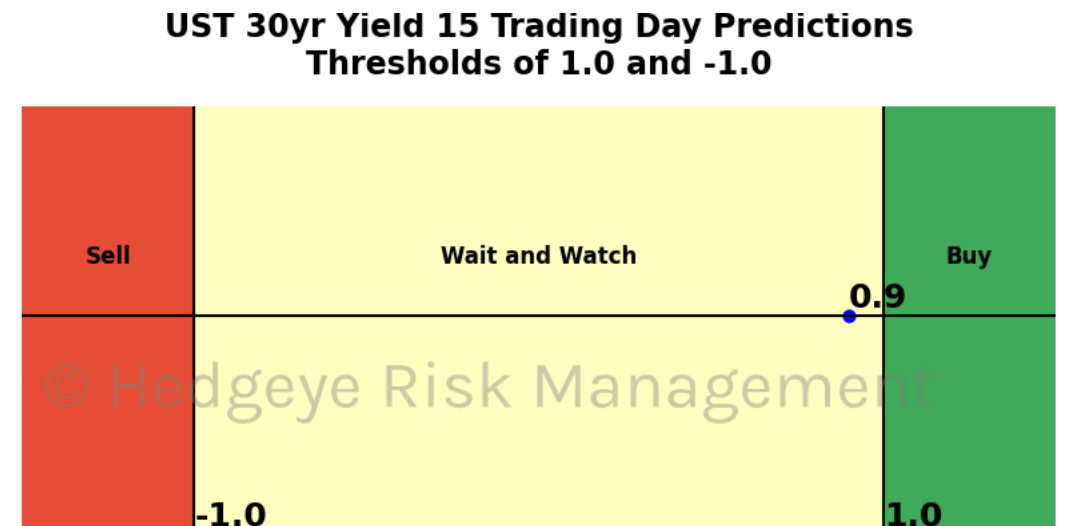 UST 30yr Yield 15 Trading Day Predictions
Thresholds of 1.0 and -1.0
Sell
Wait and Watch
Buy
0.9
© Hedgeye Risk Management
-1.0
1.0